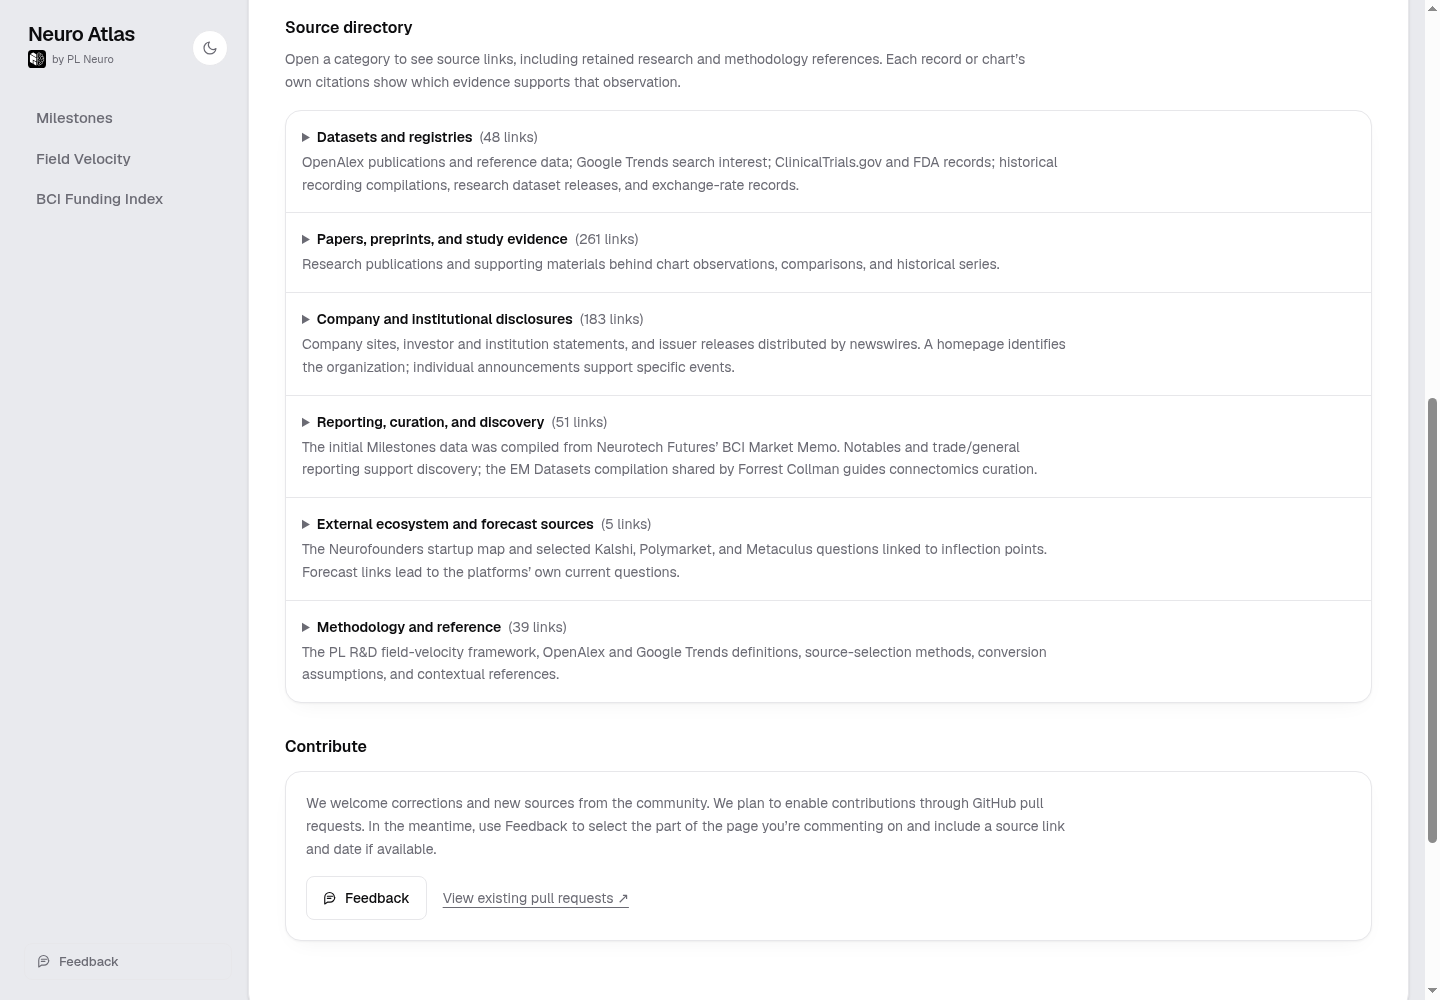 Neuro Atlas
by PL Neuro
Milestones
Field Velocity
BCI Funding Index
Feedback
Source directory
Open a category to see source links, including retained research and methodology references. Each record or chart’s
own citations show which evidence supports that observation.
Datasets and registries (48 links)
OpenAlex publications and reference data; Google Trends search interest; ClinicalTrials.gov and FDA records; historical
recording compilations, research dataset releases, and exchange-rate records.
Papers, preprints, and study evidence (261 links)
Research publications and supporting materials behind chart observations, comparisons, and historical series.
Company and institutional disclosures (183 links)
Company sites, investor and institution statements, and issuer releases distributed by newswires. A homepage identifies
the organization; individual announcements support specific events.
Reporting, curation, and discovery (51 links)
The initial Milestones data was compiled from Neurotech Futures’ BCI Market Memo. Notables and trade/general
reporting support discovery; the EM Datasets compilation shared by Forrest Collman guides connectomics curation.
External ecosystem and forecast sources (5 links)
The Neurofounders startup map and selected Kalshi, Polymarket, and Metaculus questions linked to inflection points.
Forecast links lead to the platforms’ own current questions.
Methodology and reference (39 links)
The PL R&D field-velocity framework, OpenAlex and Google Trends definitions, source-selection methods, conversion
assumptions, and contextual references.
Contribute
We welcome corrections and new sources from the community. We plan to enable contributions through GitHub pull
requests. In the meantime, use Feedback to select the part of the page you’re commenting on and include a source link
and date if available.
Feedback
View existing pull requests ↗